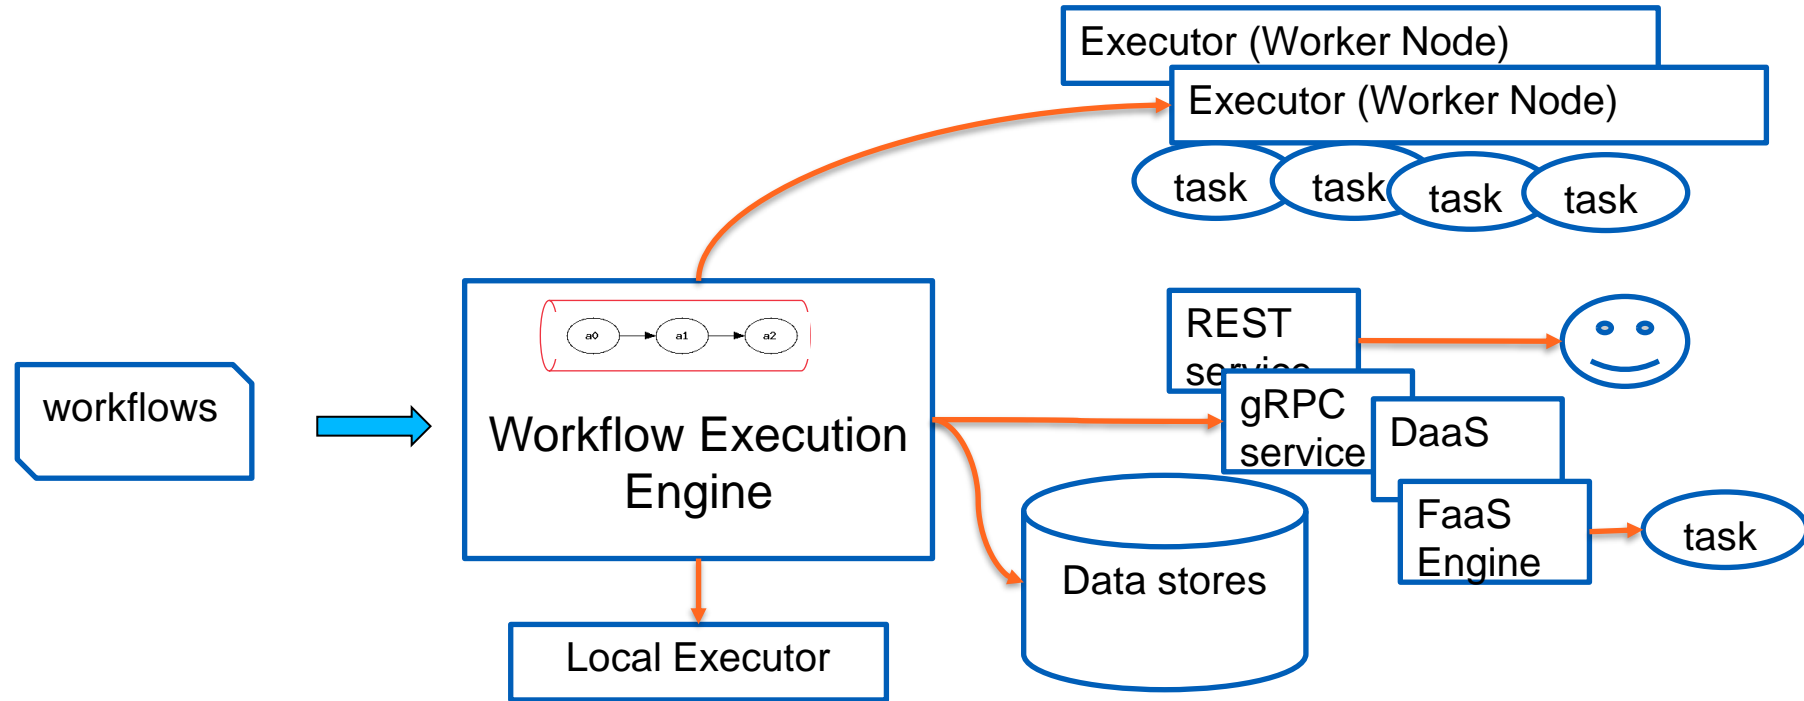 Executor (Worker Node)
Executor (Worker Node)
task
task
task
task
a0
a1
a2
workflows
Workflow Execution
Engine
REST
service
gRPC
service
DaaS
FaaS
Engine
task
Data stores
Local Executor